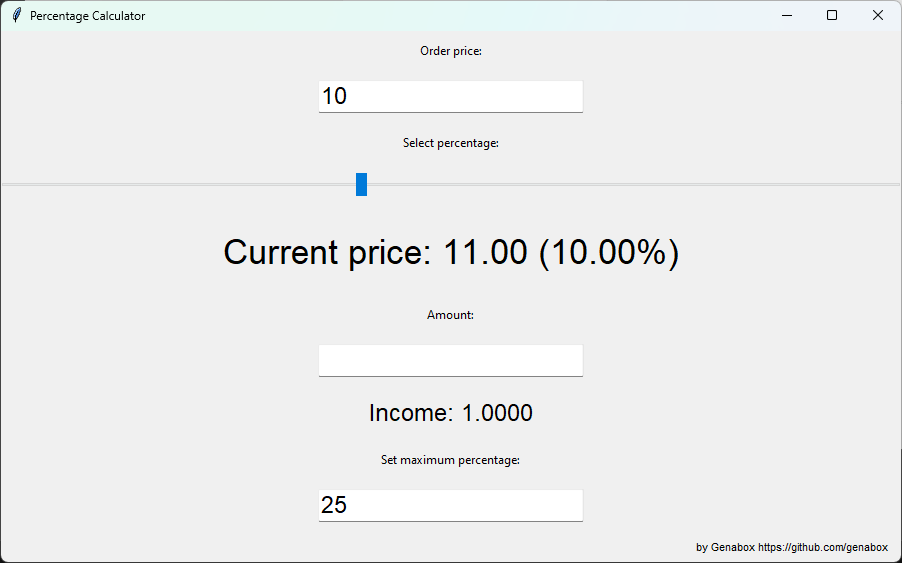 Percentage Calculator
Order price:
10
Select percentage:
Current price: 11.00 (10.00%)
Amount:
Income: 1.0000
Set maximum percentage:
25
by Genabox https://github.com/genabox